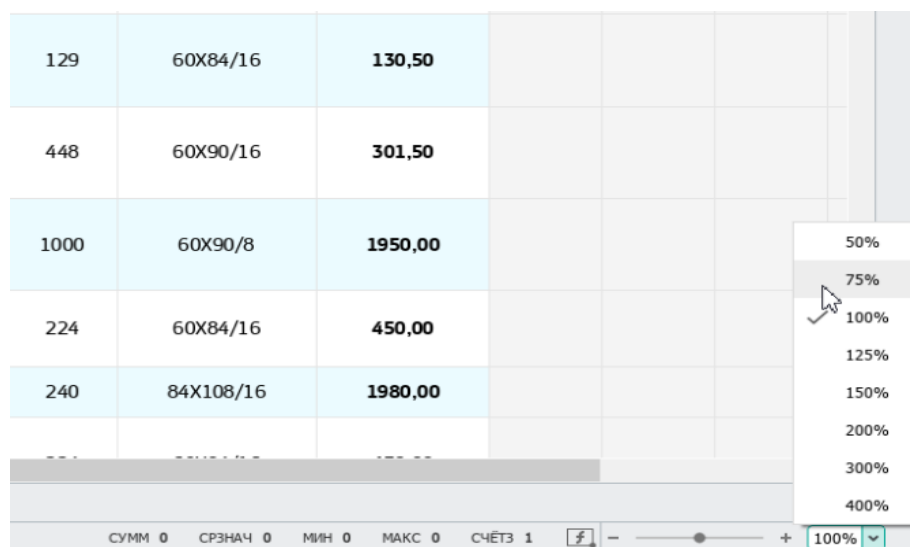 129 60X84/16 130,50
448 60X90/16 301,50
1000 60X90/8 1950,00
224 60X84/16 450,00
240 84X108/16 1980,00
50%
75%
100%
125%
150%
200%
300%
400%
СУММ 0 СРЗНАЧ 0 МИН 0 МАКС 0 СЧЁТЗ 1 f − + 100%